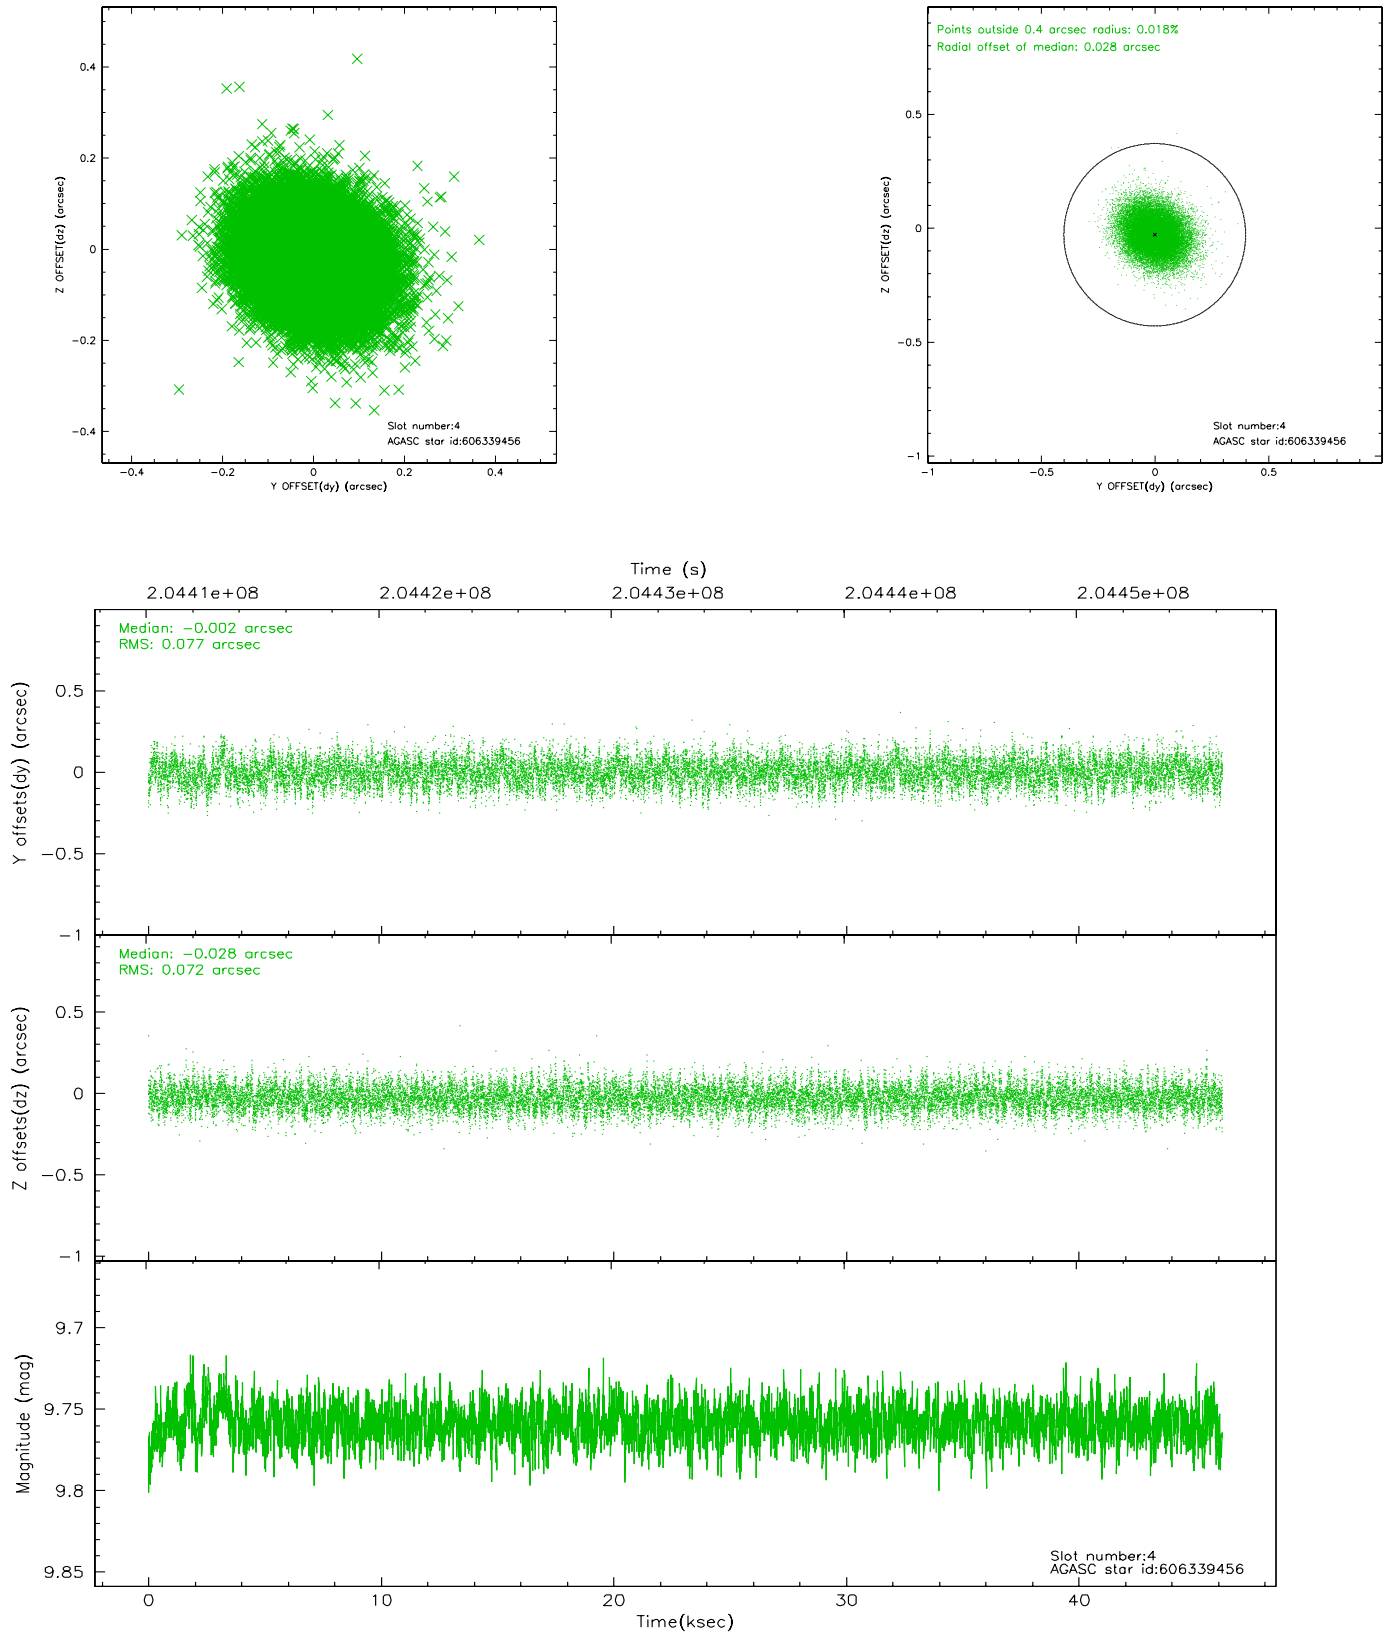 0.4
0.2
0
−0.2
−0.4
Z OFFSET(dz) (arcsec)
−0.4 −0.2 0 0.2 0.4
Y OFFSET(dy) (arcsec)
Slot number:4
AGASC star id:606339456
Points outside 0.4 arcsec radius: 0.018%
Radial offset of median: 0.028 arcsec
0.5
0
−0.5
−1
Z OFFSET(dz) (arcsec)
−1 −0.5 0 0.5
Y OFFSET(dy) (arcsec)
Slot number:4
AGASC star id:606339456
Time (s)
2.0441e+08 2.0442e+08 2.0443e+08 2.0444e+08 2.0445e+08
Median: −0.002 arcsec
RMS: 0.077 arcsec
0.5
0
−0.5
−1
Y offsets(dy) (arcsec)
Median: −0.028 arcsec
RMS: 0.072 arcsec
0.5
0
−0.5
−1
Z offsets(dz) (arcsec)
9.7
9.75
9.8
9.85
Magnitude (mag)
Slot number:4
AGASC star id:606339456
0 10 20 30 40
Time(ksec)